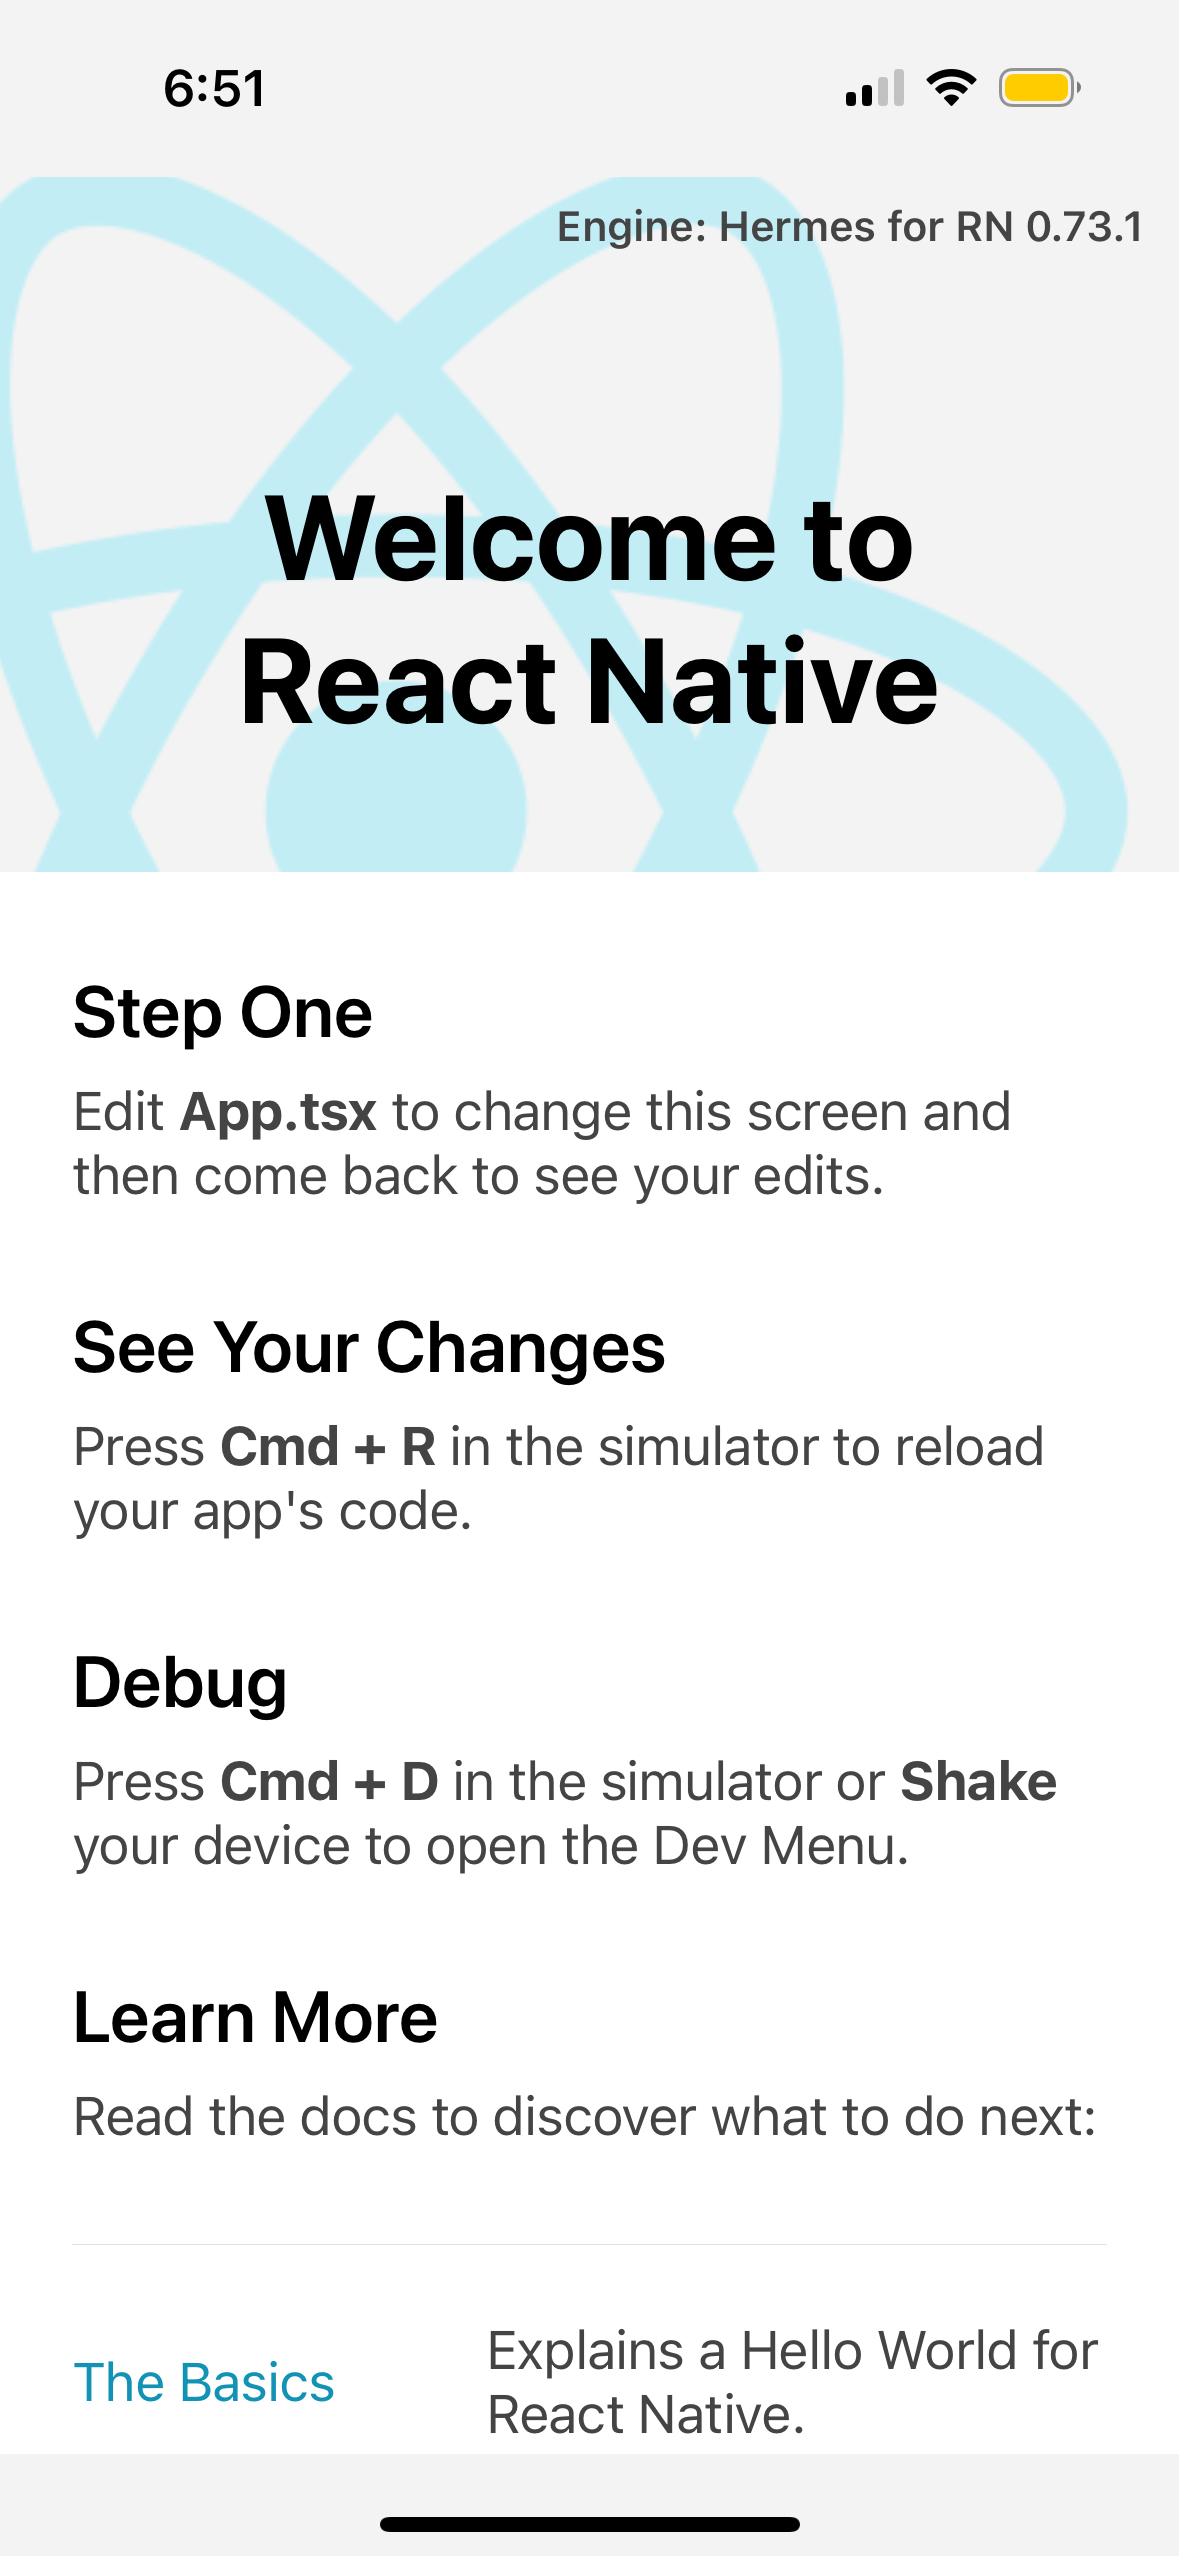 6:51
Engine: Hermes for RN 0.73.1
Welcome to
React Native
Step One
Edit App.tsx to change this screen and
then come back to see your edits.
See Your Changes
Press Cmd + R in the simulator to reload
your app's code.
Debug
Press Cmd + D in the simulator or Shake
your device to open the Dev Menu.
Learn More
Read the docs to discover what to do next:
The Basics
Explains a Hello World for
React Native.